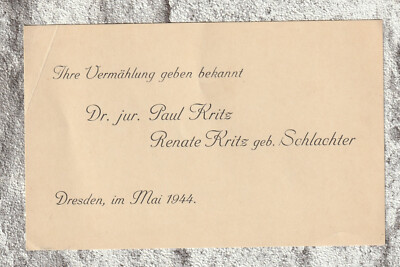 Ihre Vermählung geben bekannt
Dr. jur. Paul Kritz
Renate Kritz geb. Schlachter
Dresden, im Mai 1944.